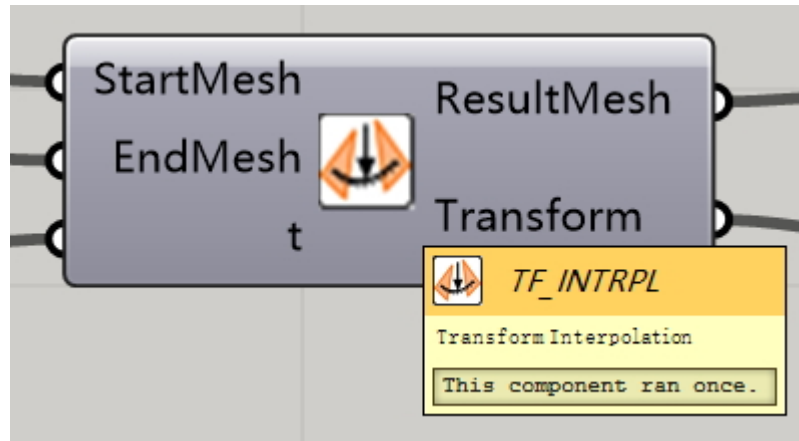 StartMesh
EndMesh
t
ResultMesh
Transform
TF_INTRPL
Transform Interpolation
This component ran once.